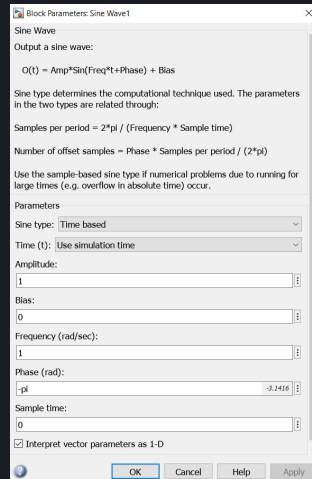 Block Parameters: Sine Wave1
Sine Wave
Output a sine wave:
O(t) = Amp*Sin(Freq*t+Phase) + Bias
Sine type determines the computational technique used. The parameters
in the two types are related through:
Samples per period = 2*pi / (Frequency * Sample time)
Number of offset samples = Phase * Samples per period / (2*pi)
Use the sample-based sine type if numerical problems due to running for
large times (e.g. overflow in absolute time) occur.
Parameters
Sine type: Time based
Time (t): Use simulation time
Amplitude:
1
Bias:
0
Frequency (rad/sec):
1
Phase (rad):
-pi -3.1416
Sample time:
0
Interpret vector parameters as 1-D
OK Cancel Help Apply